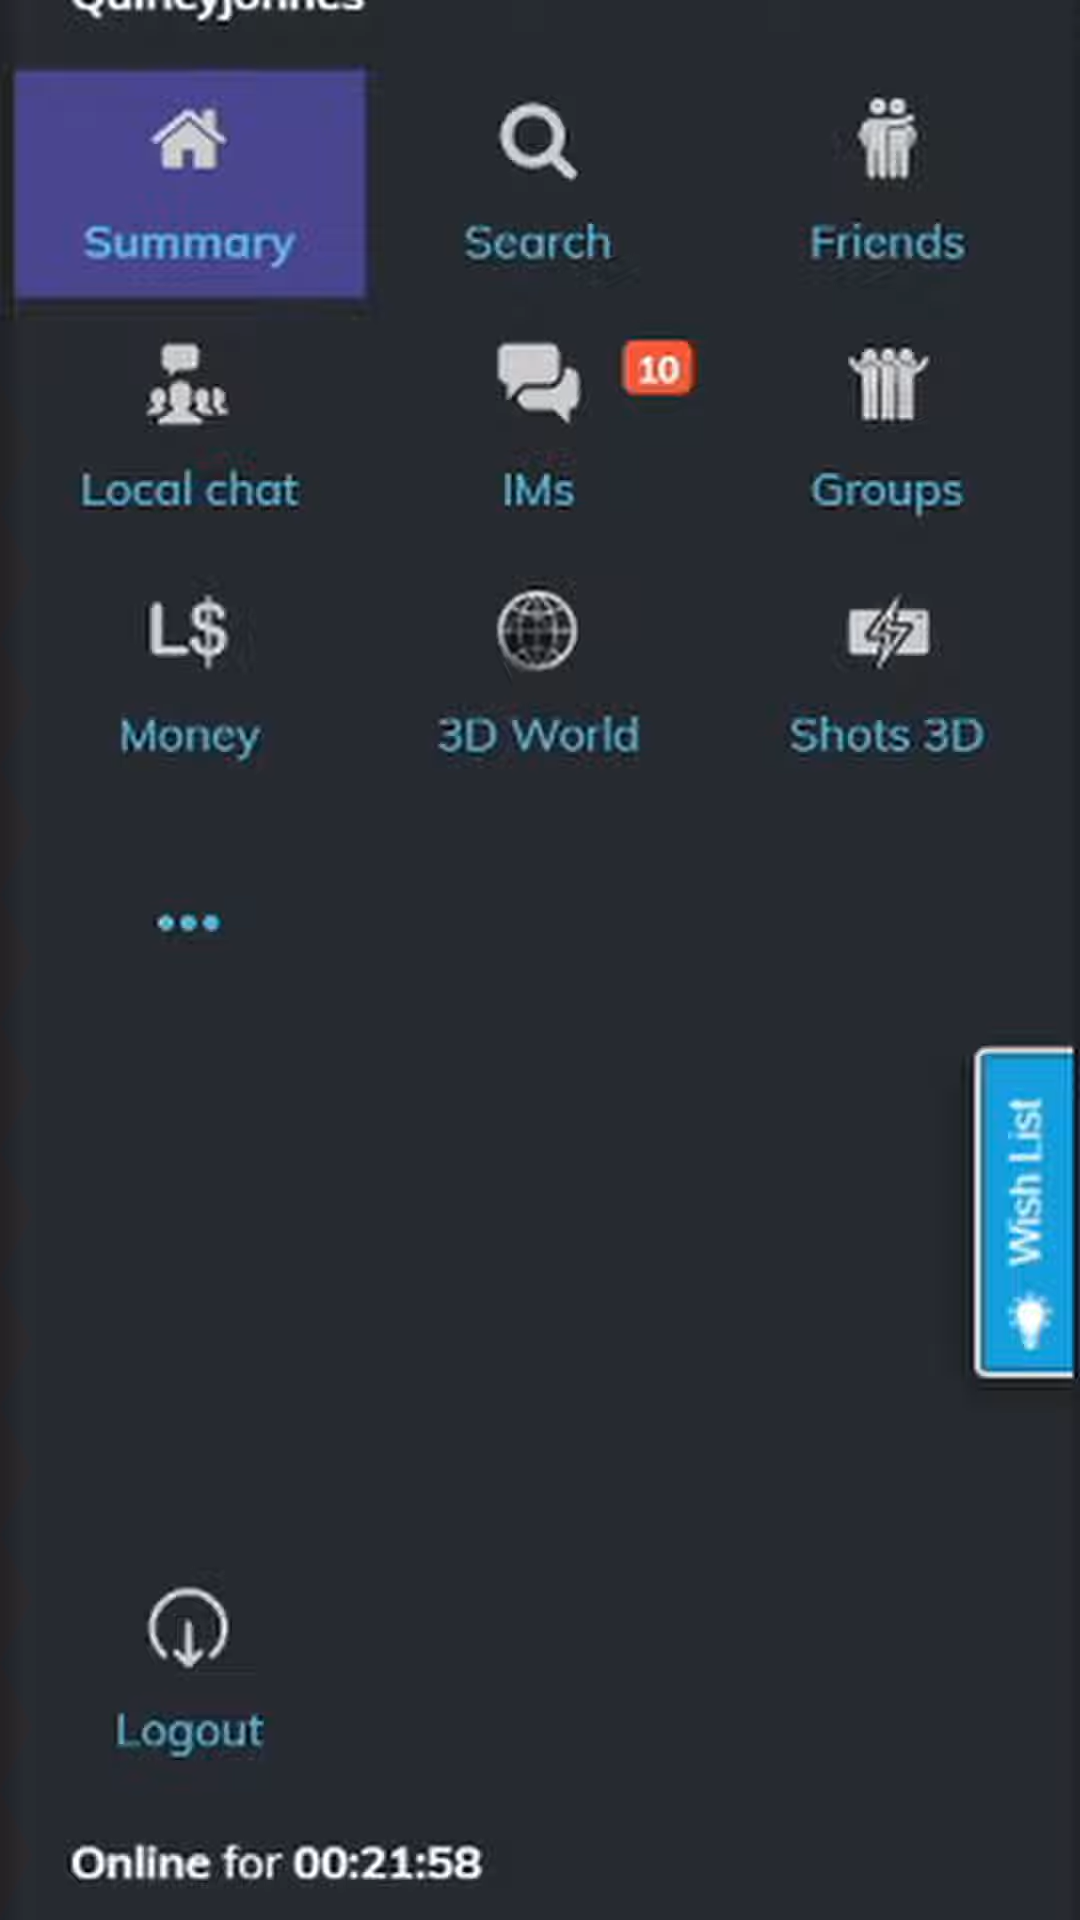 Quincyjonnes
Summary
Search
Friends
Local chat
IMs
10
Groups
L$
Money
3D World
Shots 3D
...
Wish List
Logout
Online for 00:21:58